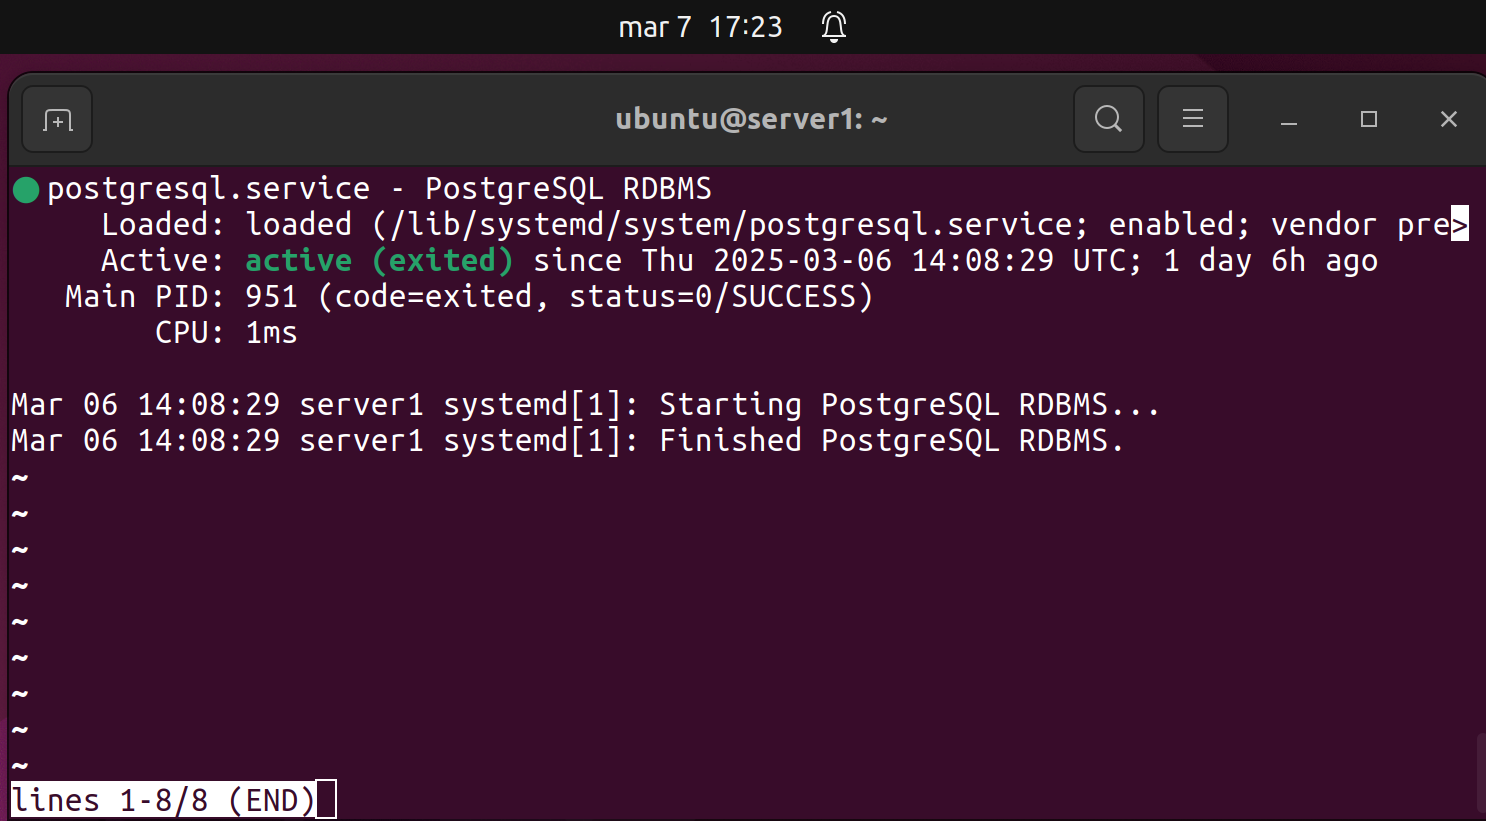 mar 7 17:23
ubuntu@server1: ~
postgresql.service - PostgreSQL RDBMS
Loaded: loaded (/lib/systemd/system/postgresql.service; enabled; vendor pre>
Active: active (exited) since Thu 2025-03-06 14:08:29 UTC; 1 day 6h ago
Main PID: 951 (code=exited, status=0/SUCCESS)
CPU: 1ms
Mar 06 14:08:29 server1 systemd[1]: Starting PostgreSQL RDBMS...
Mar 06 14:08:29 server1 systemd[1]: Finished PostgreSQL RDBMS.
~
~
~
~
~
~
~
~
~
lines 1-8/8 (END)